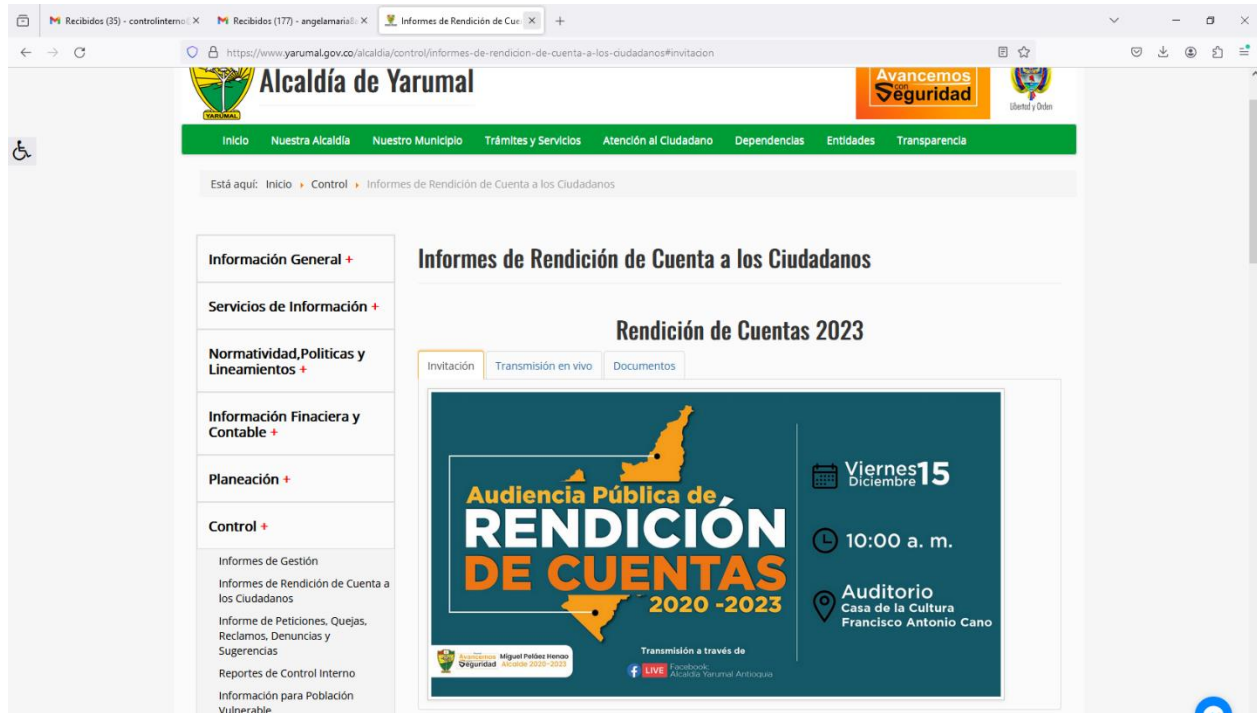 Recibidos (35) - controlinterno
Recibidos (177) - angelamaria8
Informes de Rendición de Cue
https://www.yarumal.gov.co/alcaldia/control/informes-de-rendicion-de-cuenta-a-los-ciudadanos#invitacion
YARUMAL
Alcaldía de Yarumal
Avancemos
con
Seguridad
Libertad y Orden
Inicio Nuestra Alcaldía Nuestro Municipio Trámites y Servicios Atención al Ciudadano Dependencias Entidades Transparencia
Está aquí: Inicio Control Informes de Rendición de Cuenta a los Ciudadanos
Información General +
Servicios de Información +
Normatividad,Politicas y
Lineamientos +
Información Finaciera y
Contable +
Planeación +
Control +
Informes de Gestión
Informes de Rendición de Cuenta a
los Ciudadanos
Informe de Peticiones, Quejas,
Reclamos, Denuncias y
Sugerencias
Reportes de Control Interno
Información para Población
Vulnerable
Informes de Rendición de Cuenta a los Ciudadanos
Rendición de Cuentas 2023
Invitación Transmisión en vivo Documentos
Audiencia Pública de
RENDICIÓN
DE CUENTAS
2020 -2023
Viernes 15
Diciembre
10:00 a. m.
Auditorio
Casa de la Cultura
Francisco Antonio Cano
Avancemos
Seguridad
Miguel Peláez Henao
Alcalde 2020-2023
Transmisión a través de
LIVE
Facebook:
Alcaldía Yarumal Antioquia